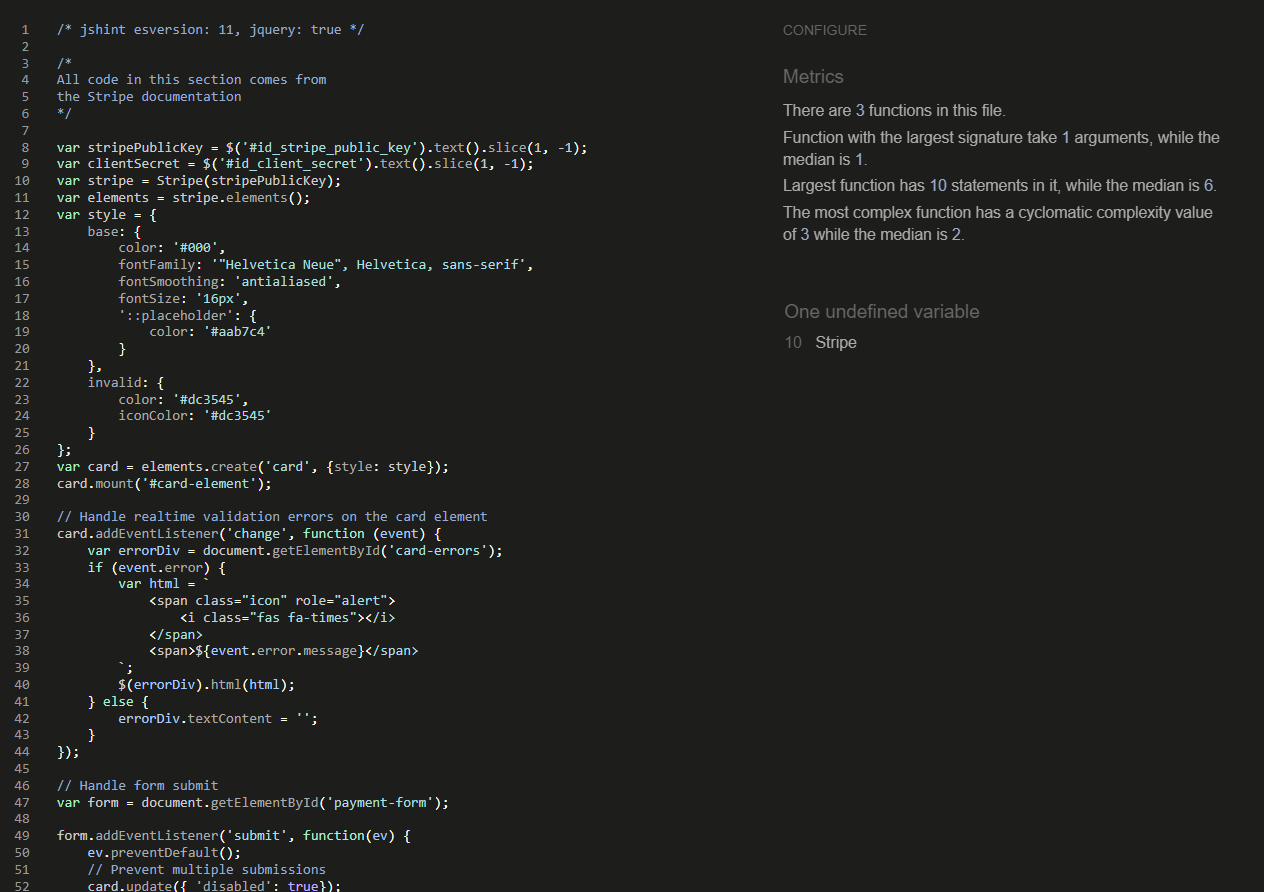 1 /* jshint esversion: 11, jquery: true */
2
3 /*
4 All code in this section comes from
5 the Stripe documentation
6 */
7
8 var stripePublicKey = $('#id_stripe_public_key').text().slice(1, -1);
9 var clientSecret = $('#id_client_secret').text().slice(1, -1);
10 var stripe = Stripe(stripePublicKey);
11 var elements = stripe.elements();
12 var style = {
13     base: {
14         color: '#000',
15         fontFamily: '"Helvetica Neue", Helvetica, sans-serif',
16         fontSmoothing: 'antialiased',
17         fontSize: '16px',
18         '::placeholder': {
19             color: '#aab7c4'
20         }
21     },
22     invalid: {
23         color: '#dc3545',
24         iconColor: '#dc3545'
25     }
26 };
27 var card = elements.create('card', {style: style});
28 card.mount('#card-element');
29
30 // Handle realtime validation errors on the card element
31 card.addEventListener('change', function (event) {
32     var errorDiv = document.getElementById('card-errors');
33     if (event.error) {
34         var html = `
35             <span class="icon" role="alert">
36                 <i class="fas fa-times"></i>
37             </span>
38             <span>${event.error.message}</span>
39         `;
40         $(errorDiv).html(html);
41     } else {
42         errorDiv.textContent = '';
43     }
44 });
45
46 // Handle form submit
47 var form = document.getElementById('payment-form');
48
49 form.addEventListener('submit', function(ev) {
50     ev.preventDefault();
51     // Prevent multiple submissions
52     card.update({ 'disabled': true});
CONFIGURE
Metrics
There are 3 functions in this file.
Function with the largest signature take 1 arguments, while the
median is 1.
Largest function has 10 statements in it, while the median is 6.
The most complex function has a cyclomatic complexity value
of 3 while the median is 2.
One undefined variable
10 Stripe